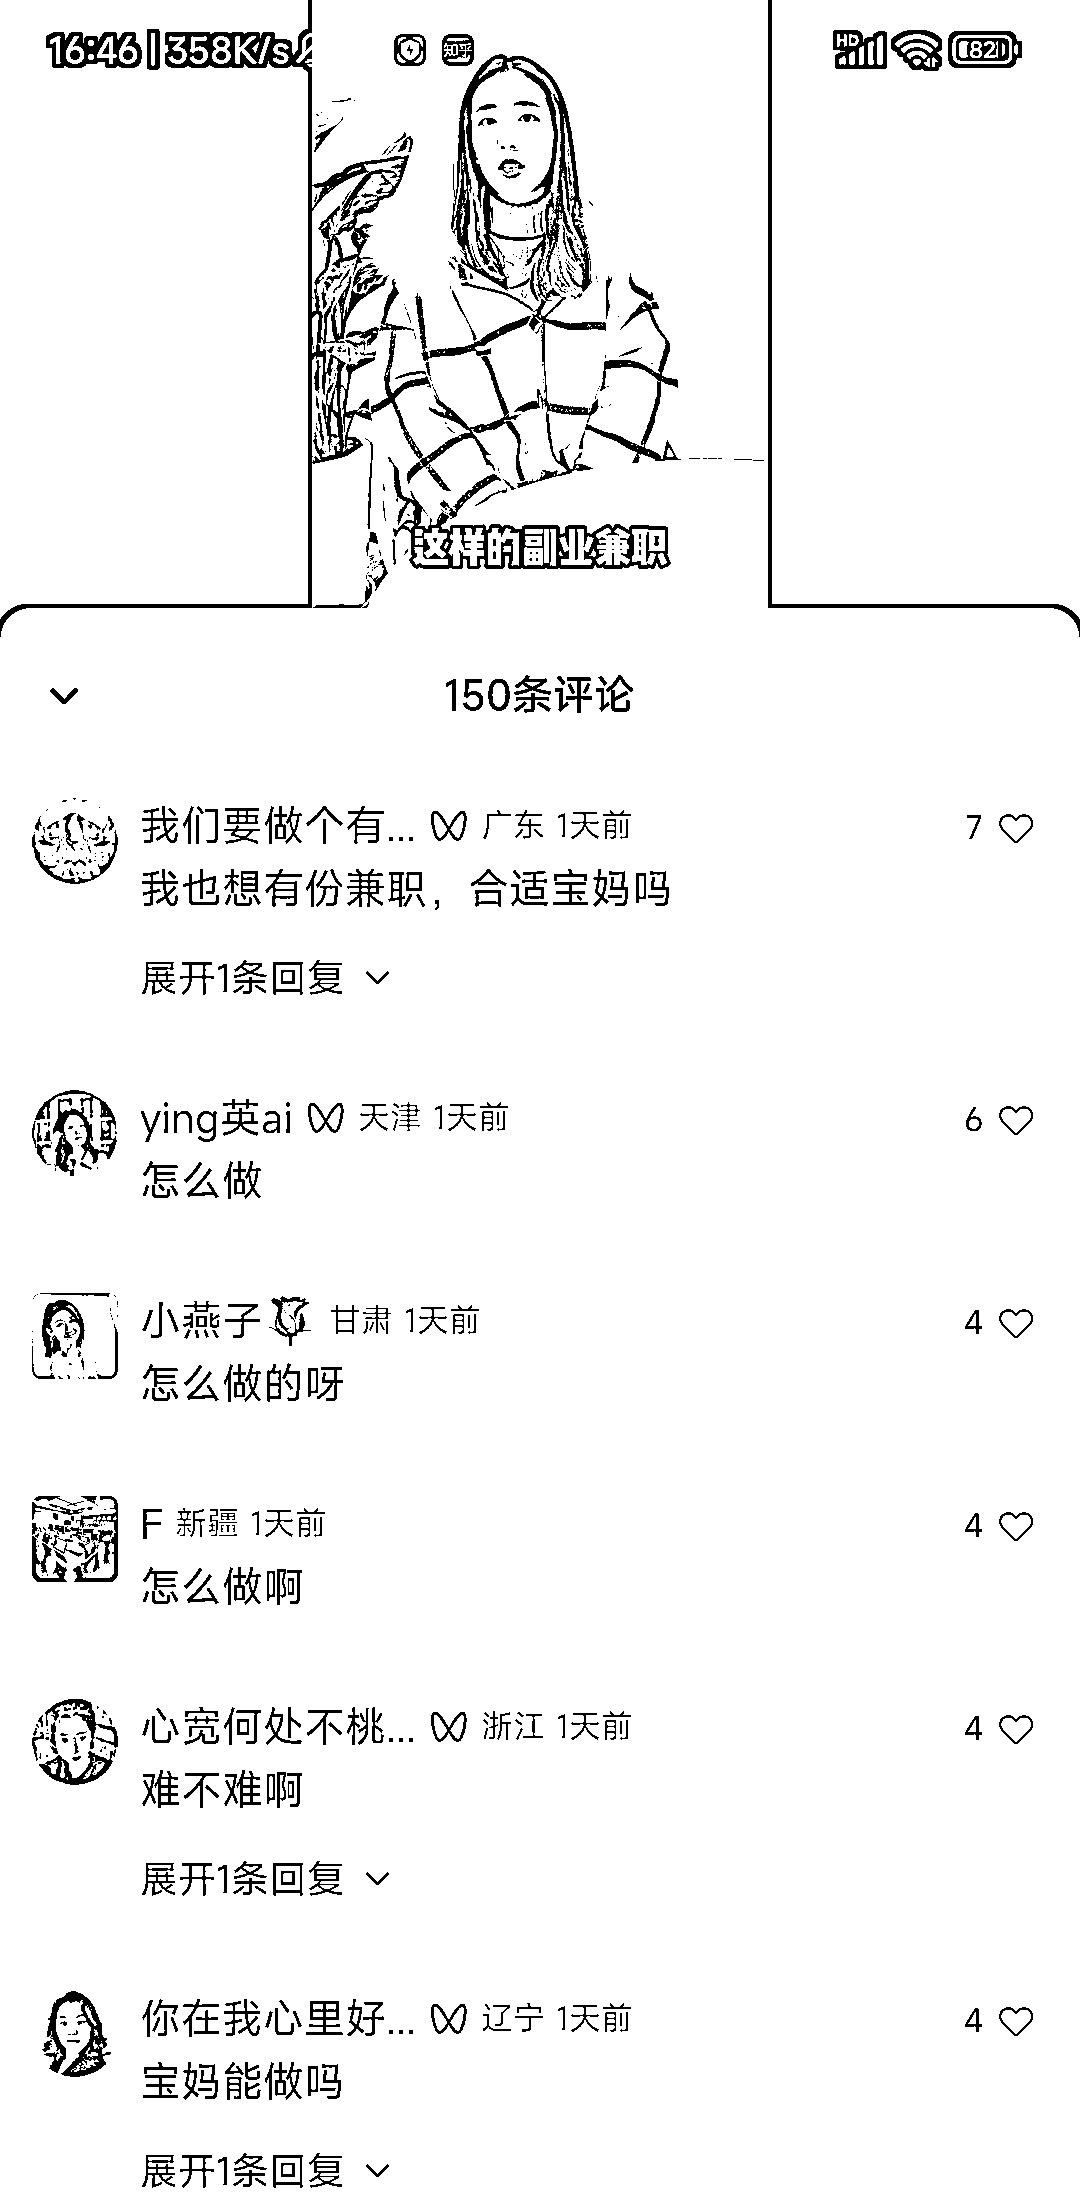 16:46 | 358K/s
知乎
HD
82
这样的副业兼职
150条评论
我们要做个有... 广东 1天前
7
我也想有份兼职，合适宝妈吗
展开1条回复
ying英ai 天津 1天前
6
怎么做
小燕子🌹 甘肃 1天前
4
怎么做的呀
F 新疆 1天前
4
怎么做啊
心宽何处不桃... 浙江 1天前
4
难不难啊
展开1条回复
你在我心里好... 辽宁 1天前
4
宝妈能做吗
展开1条回复